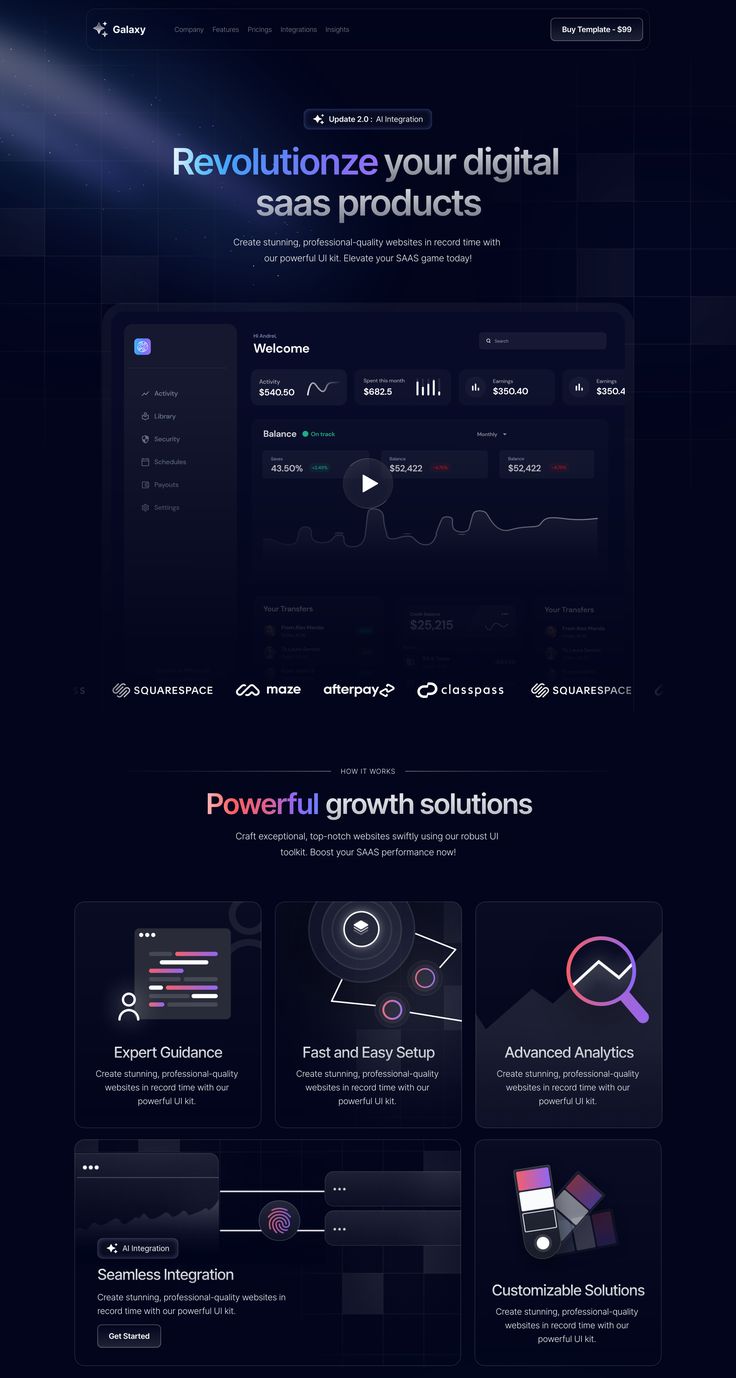 Galaxy
Company Features Pricings Integrations Insights
Buy Template - $99
Update 2.0 : AI Integration
Revolutionze your digital
saas products
Create stunning, professional-quality websites in record time with
our powerful UI kit. Elevate your SAAS game today!
Hi Andrei,
Welcome
Search
Activity
Library
Security
Schedules
Payouts
Settings
Activity
$540.50
Spent this month
$682.5
Earnings
$350.40
Earnings
$350.4
Balance On track
Monthly
Saves
43.50%
Balance
$52,422
Balance
$52,422
Your Transfers
$25,215
Your Transfers
SQUARESPACE maze afterpay classpass SQUARESPACE
HOW IT WORKS
Powerful growth solutions
Craft exceptional, top-notch websites swiftly using our robust UI
toolkit. Boost your SAAS performance now!
Expert Guidance
Create stunning, professional-quality
websites in record time with our
powerful UI kit.
Fast and Easy Setup
Create stunning, professional-quality
websites in record time with our
powerful UI kit.
Advanced Analytics
Create stunning, professional-quality
websites in record time with our
powerful UI kit.
AI Integration
Seamless Integration
Create stunning, professional-quality websites in
record time with our powerful UI kit.
Get Started
Customizable Solutions
Create stunning, professional-quality
websites in record time with our
powerful UI kit.